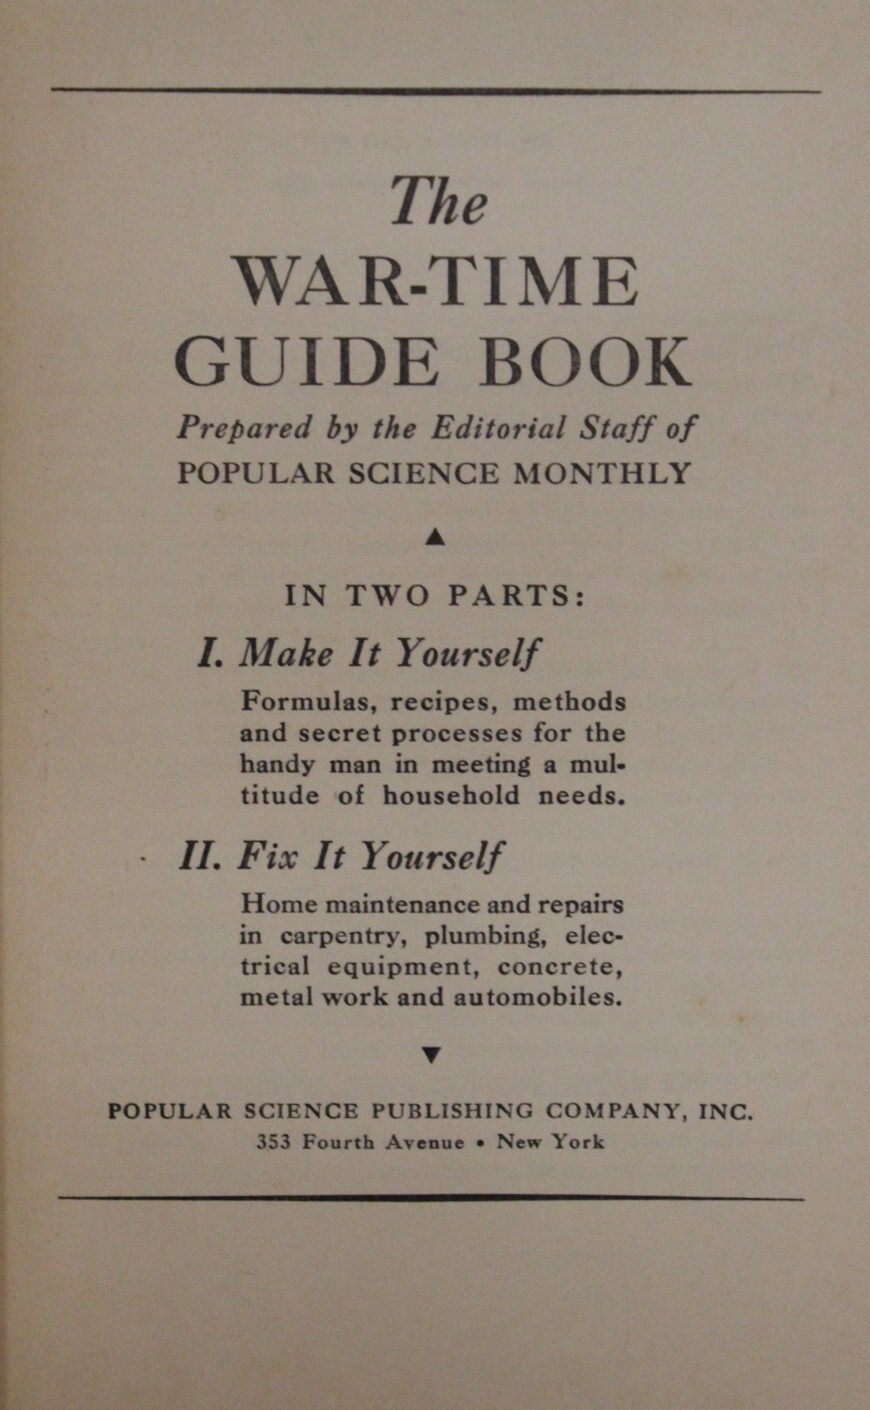 The
WAR-TIME
GUIDE BOOK
Prepared by the Editorial Staff of
POPULAR SCIENCE MONTHLY
▲
IN TWO PARTS:
I. Make It Yourself
Formulas, recipes, methods
and secret processes for the
handy man in meeting a mul-
titude of household needs.
II. Fix It Yourself
Home maintenance and repairs
in carpentry, plumbing, elec-
trical equipment, concrete,
metal work and automobiles.
▼
POPULAR SCIENCE PUBLISHING COMPANY, INC.
353 Fourth Avenue • New York